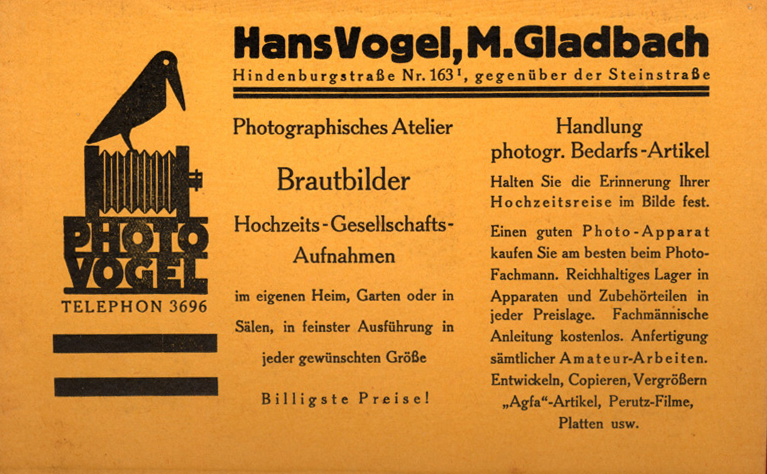 HansVogel, M.Gladbach
Hindenburgstraße Nr. 163 I, gegenüber der Steinstraße
PHOTO
VOGEL
TELEPHON 3696
Photographisches Atelier
Brautbilder
Hochzeits-Gesellschafts-
Aufnahmen
im eigenen Heim, Garten oder in
Sälen, in feinster Ausführung in
jeder gewünschten Größe
Billigste Preise!
Handlung
photogr. Bedarfs-Artikel
Halten Sie die Erinnerung Ihrer
Hochzeitsreise im Bilde fest.
Einen guten Photo-Apparat
kaufen Sie am besten beim Photo-
Fachmann. Reichhaltiges Lager in
Apparaten und Zubehörteilen in
jeder Preislage. Fachmännische
Anleitung kostenlos. Anfertigung
sämtlicher Amateur-Arbeiten.
Entwickeln, Copieren, Vergrößern
„Agfa“-Artikel, Perutz-Filme,
Platten usw.